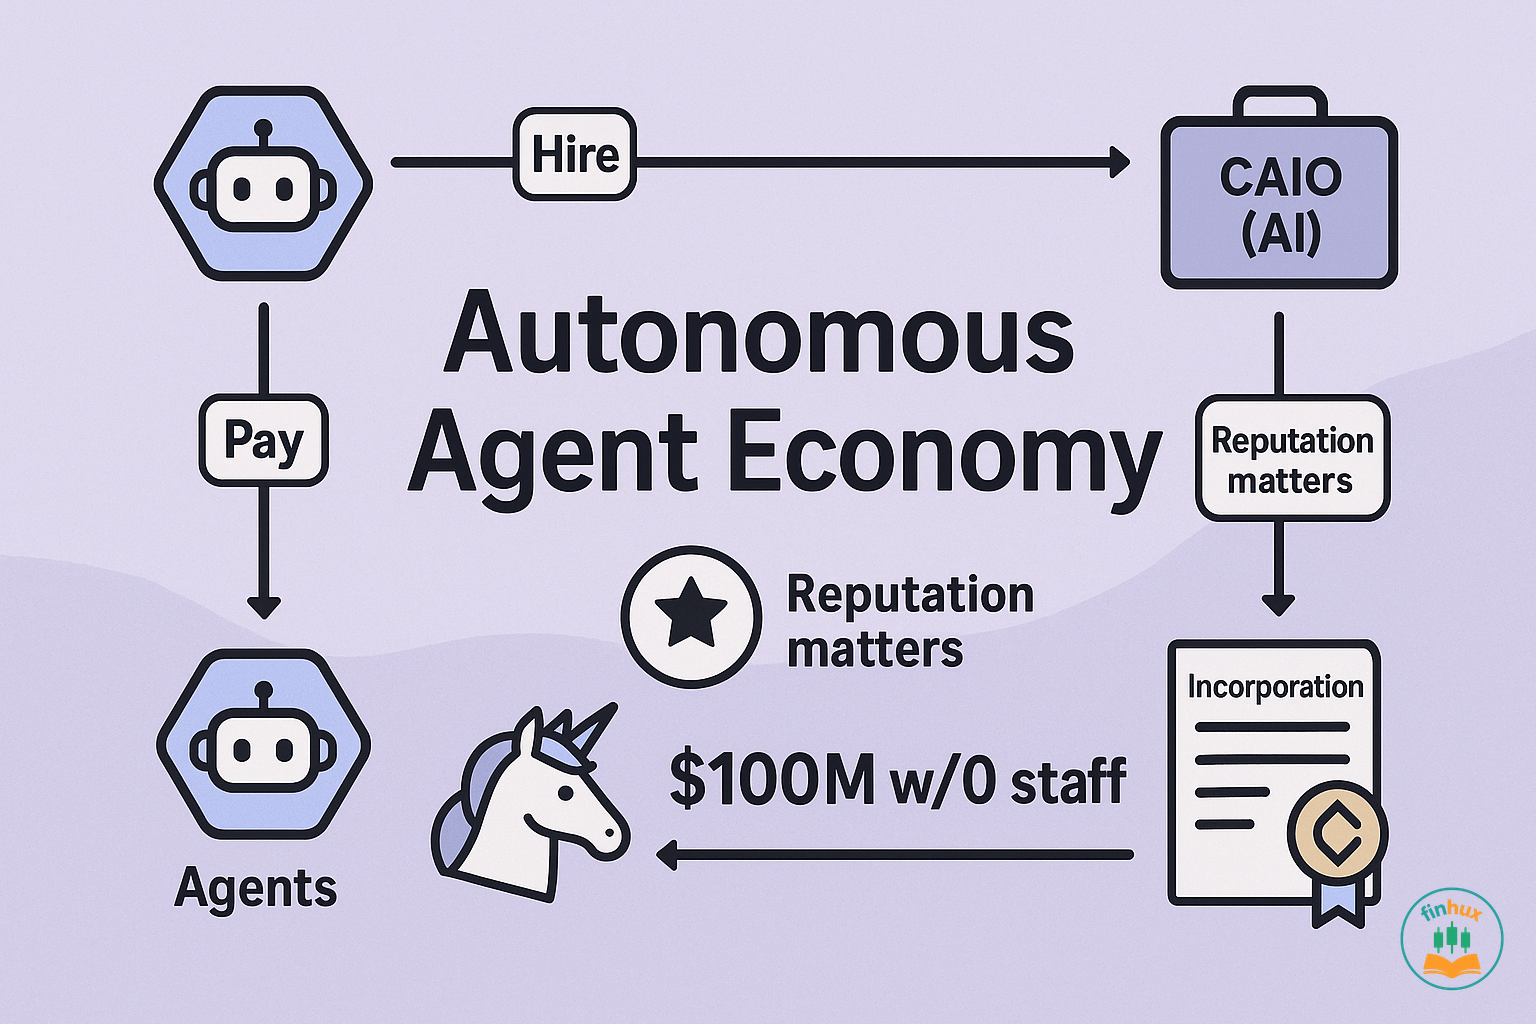 Hire
CAIO
(AI)
Autonomous
Agent Economy
Pay
Reputation
matters
Reputation
matters
Incorporation
$100M w/0 staff
Agents
finhux